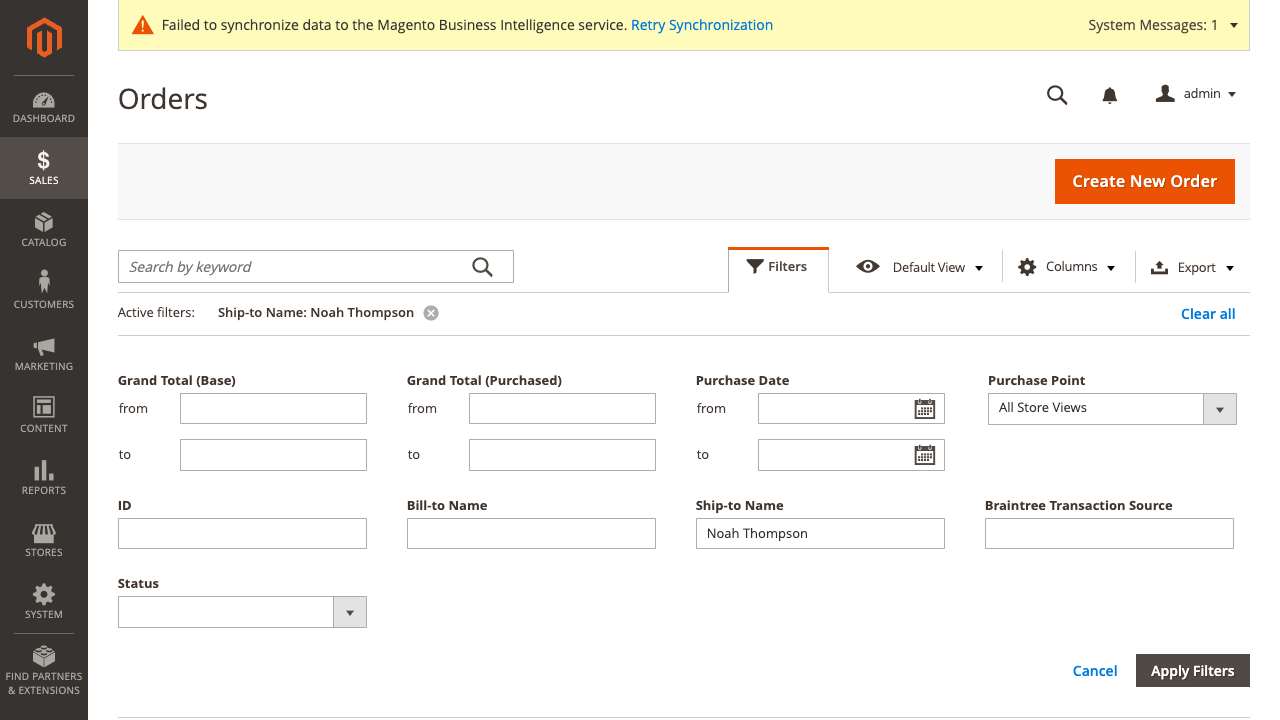 Failed to synchronize data to the Magento Business Intelligence service. Retry Synchronization
System Messages: 1
Orders
admin
DASHBOARD
SALES
CATALOG
CUSTOMERS
MARKETING
CONTENT
REPORTS
STORES
SYSTEM
FIND PARTNERS
& EXTENSIONS
Create New Order
Search by keyword
Filters
Default View
Columns
Export
Active filters:
Ship-to Name: Noah Thompson
Clear all
Grand Total (Base)
from
to
Grand Total (Purchased)
from
to
Purchase Date
from
to
Purchase Point
All Store Views
ID
Bill-to Name
Ship-to Name
Noah Thompson
Braintree Transaction Source
Status
Cancel
Apply Filters